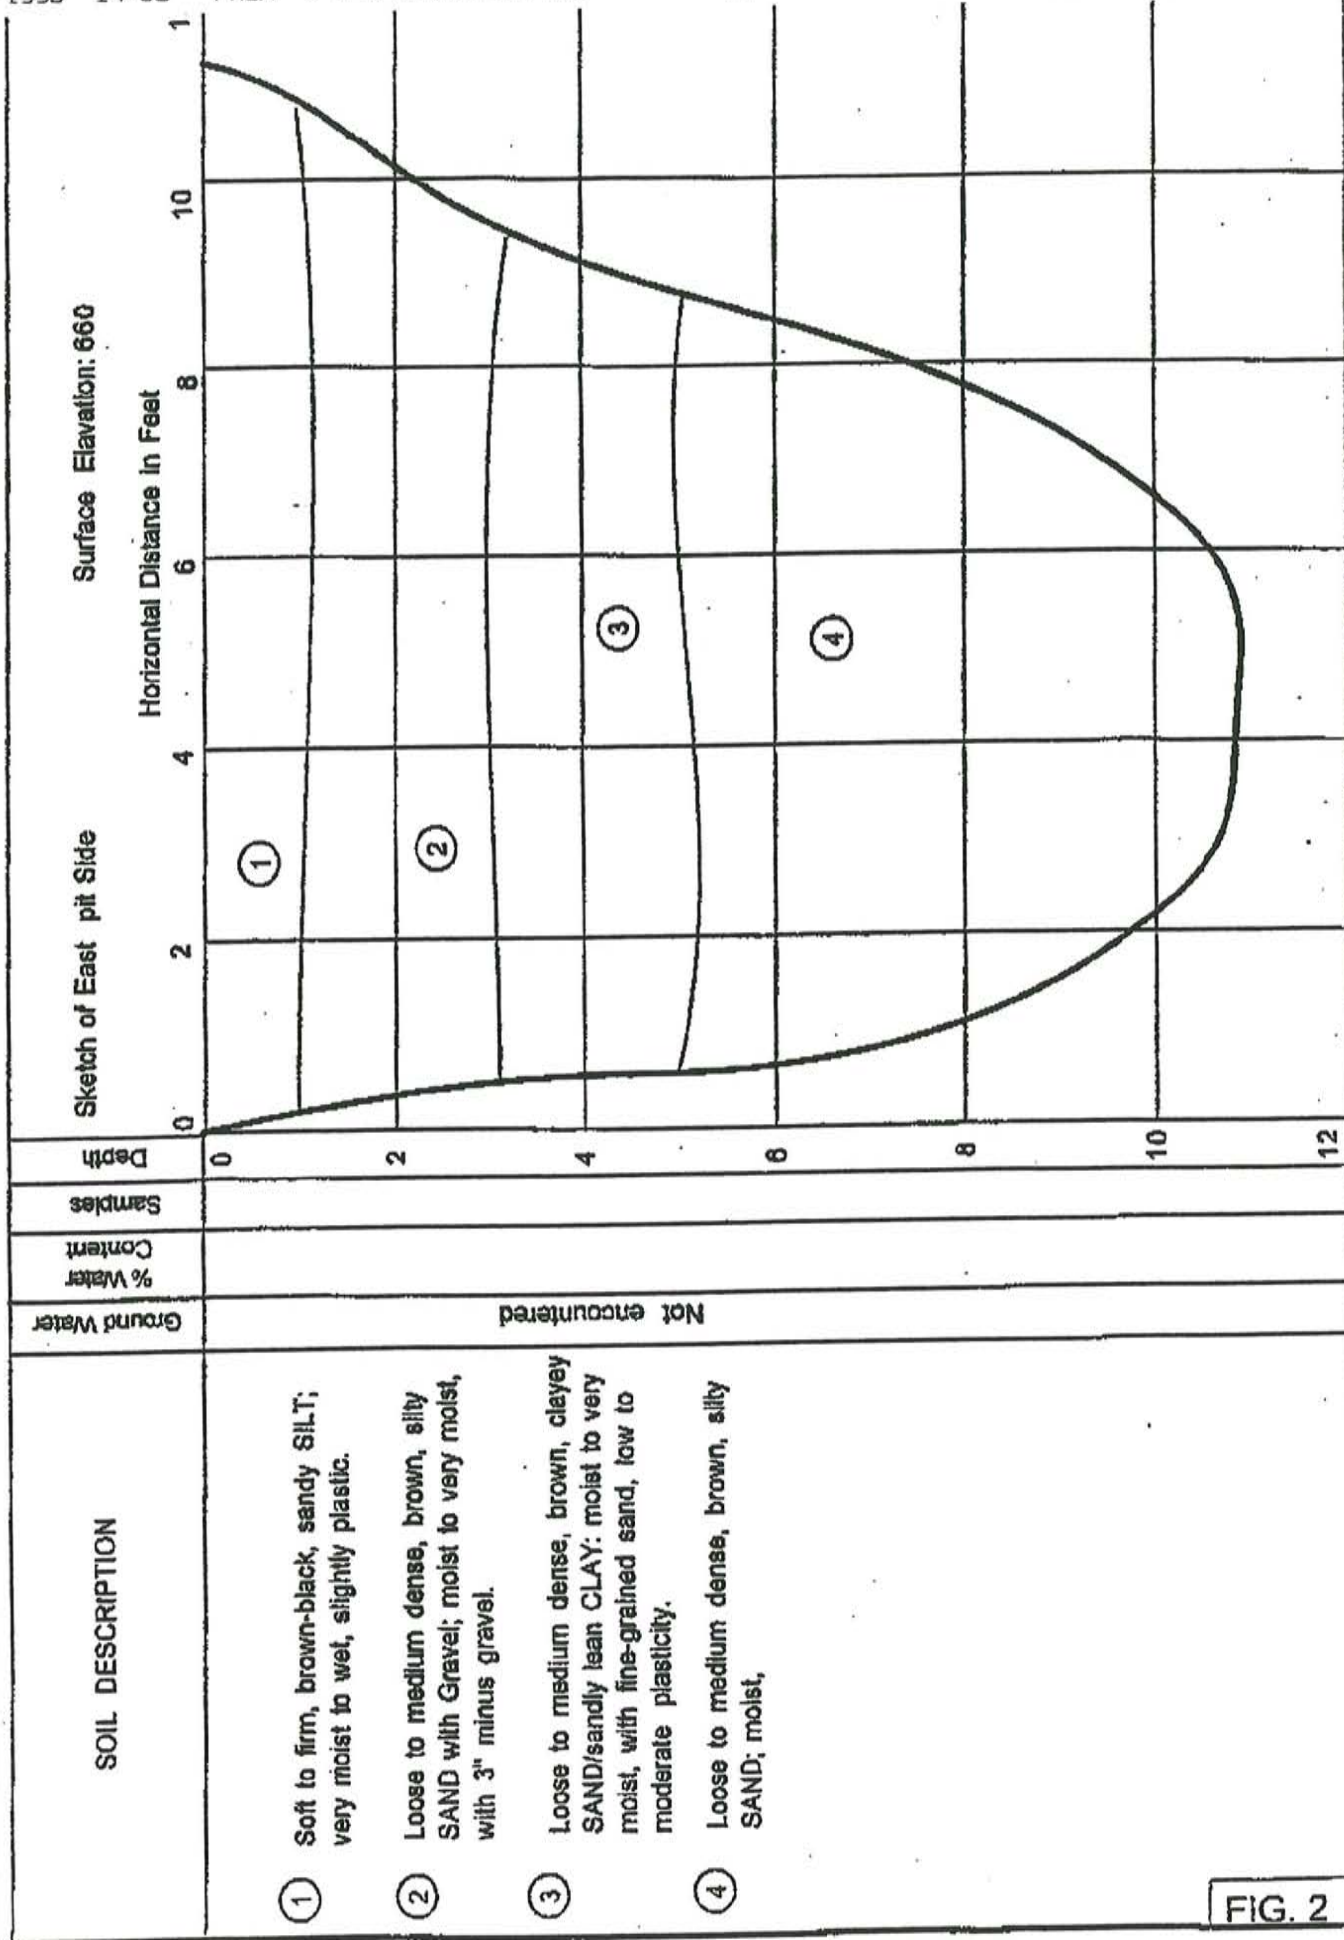 SOIL DESCRIPTION
Ground Water
% Water
Content
Samples
Depth
Sketch of East pit Side
Surface Elavation: 660
Horizontal Distance in Feet
0 2 4 6 8 10 1
1 Soft to firm, brown-black, sandy SILT;
very moist to wet, slightly plastic.
2 Loose to medium dense, brown, silty
SAND with Gravel; moist to very moist,
with 3" minus gravel.
3 Loose to medium dense, brown, clayey
SAND/sandly lean CLAY: moist to very
moist, with fine-grained sand, low to
moderate plasticity.
4 Loose to medium dense, brown, silty
SAND; moist,
Not encountered
0
2
4
6
8
10
12
1
2
3
4
FIG. 2